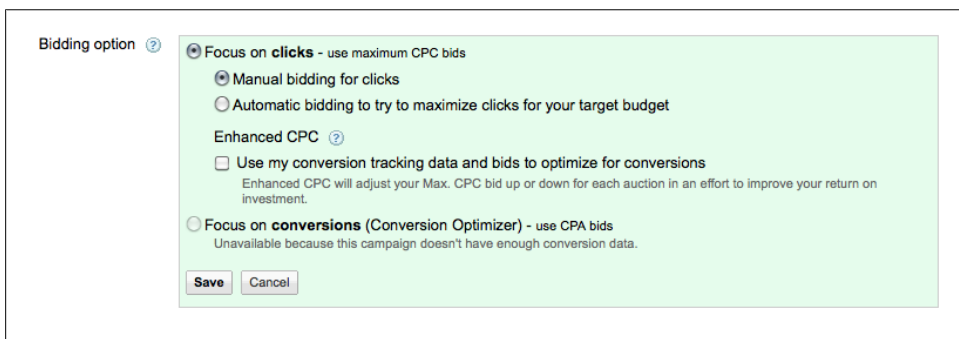 Bidding option ?
Focus on clicks - use maximum CPC bids
Manual bidding for clicks
Automatic bidding to try to maximize clicks for your target budget
Enhanced CPC ?
Use my conversion tracking data and bids to optimize for conversions
Enhanced CPC will adjust your Max. CPC bid up or down for each auction in an effort to improve your return on
investment.
Focus on conversions (Conversion Optimizer) - use CPA bids
Unavailable because this campaign doesn't have enough conversion data.
Save Cancel